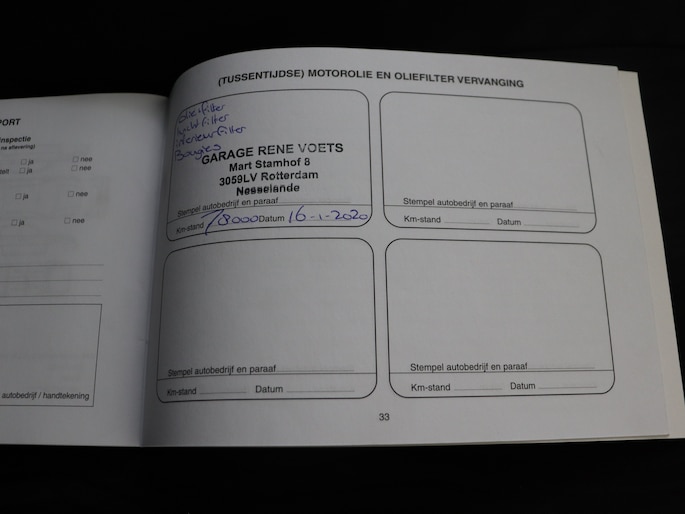 PORT
Inspectie
ja nee
ja nee
ja nee
ja nee
autobedrijf / handtekening
(TUSSENTIJDSE) MOTOROLIE EN OLIEFILTER VERVANGING
Oliefilter
Luchtfilter
interieurfilter
Bougies
GARAGE RENE VOETS
Mart Stamhof 8
3059LV Rotterdam
Nesselande
Stempel autobedrijf en paraaf
Km-stand 78000 Datum 16-1-2020
Stempel autobedrijf en paraaf
Km-stand Datum
Stempel autobedrijf en paraaf
Km-stand Datum
Stempel autobedrijf en paraaf
Km-stand Datum
33